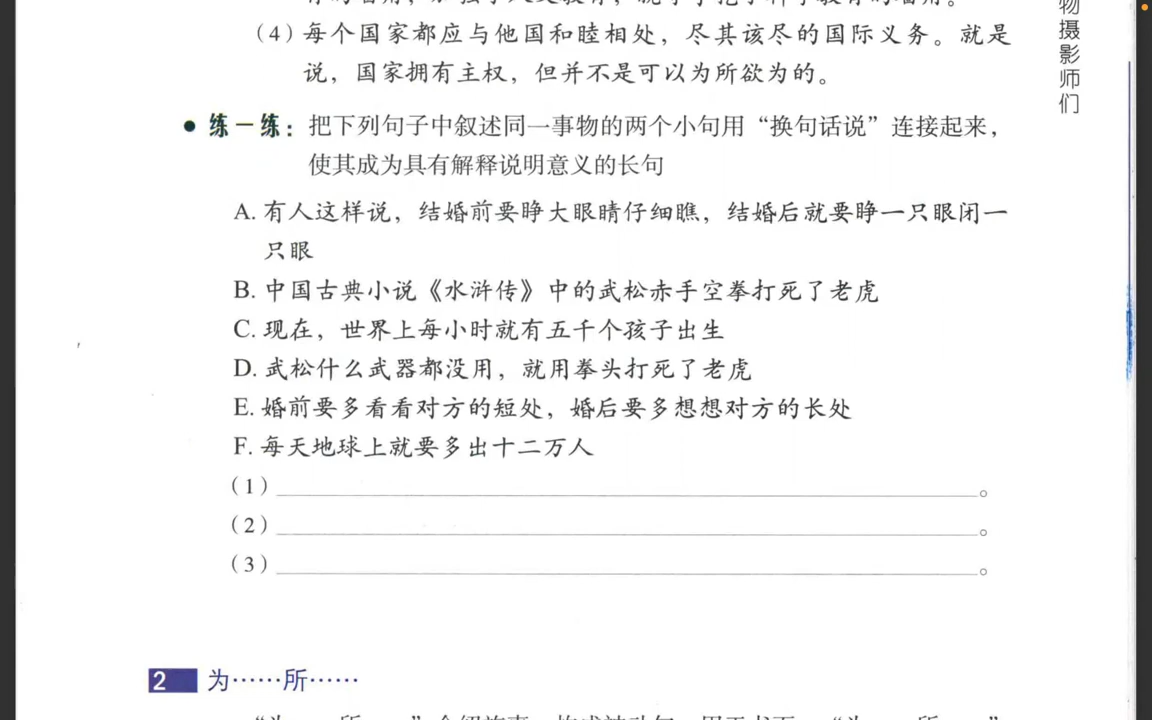 (4) 每个国家都应与他国和睦相处，尽其该尽的国际义务。就是
说，国家拥有主权，但并不是可以为所欲为的。
● 练一练：把下列句子中叙述同一事物的两个小句用“换句话说”连接起来，
使其成为具有解释说明意义的长句
A. 有人这样说，结婚前要睁大眼睛仔细瞧，结婚后就要睁一只眼闭一
只眼
B. 中国古典小说《水浒传》中的武松赤手空拳打死了老虎
C. 现在，世界上每小时就有五千个孩子出生
D. 武松什么武器都没用，就用拳头打死了老虎
E. 婚前要多看看对方的短处，婚后要多想想对方的长处
F. 每天地球上就要多出十二万人
(1)。
(2)。
(3)。
2 为……所……
物摄影师们